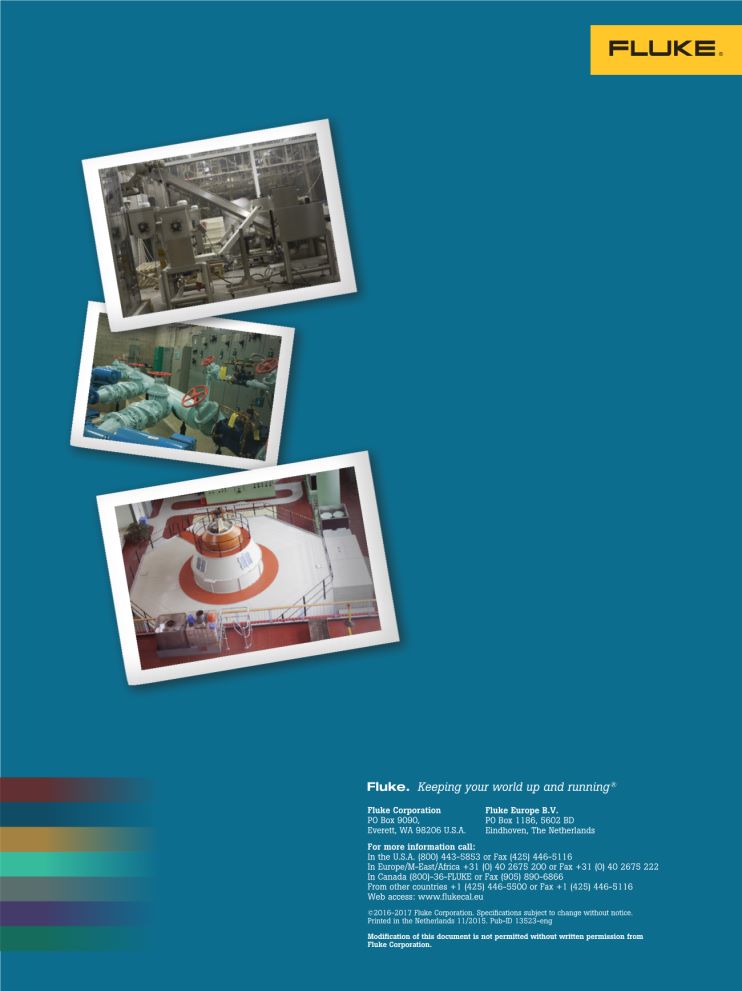 FLUKE®
Fluke. Keeping your world up and running®
Fluke Corporation
PO Box 9090,
Everett, WA 98206 U.S.A.
Fluke Europe B.V.
PO Box 1186, 5602 BD
Eindhoven, The Netherlands
For more information call:
In the U.S.A. (800) 443-5853 or Fax (425) 446-5116
In Europe/M-East/Africa +31 (0) 40 2675 200 or Fax +31 (0) 40 2675 222
In Canada (800)-36-FLUKE or Fax (905) 890-6866
From other countries +1 (425) 446-5500 or Fax +1 (425) 446-5116
Web access: www.flukecal.eu
©2016-2017 Fluke Corporation. Specifications subject to change without notice.
Printed in the Netherlands 11/2015. Pub-ID 13523-eng
Modification of this document is not permitted without written permission from
Fluke Corporation.